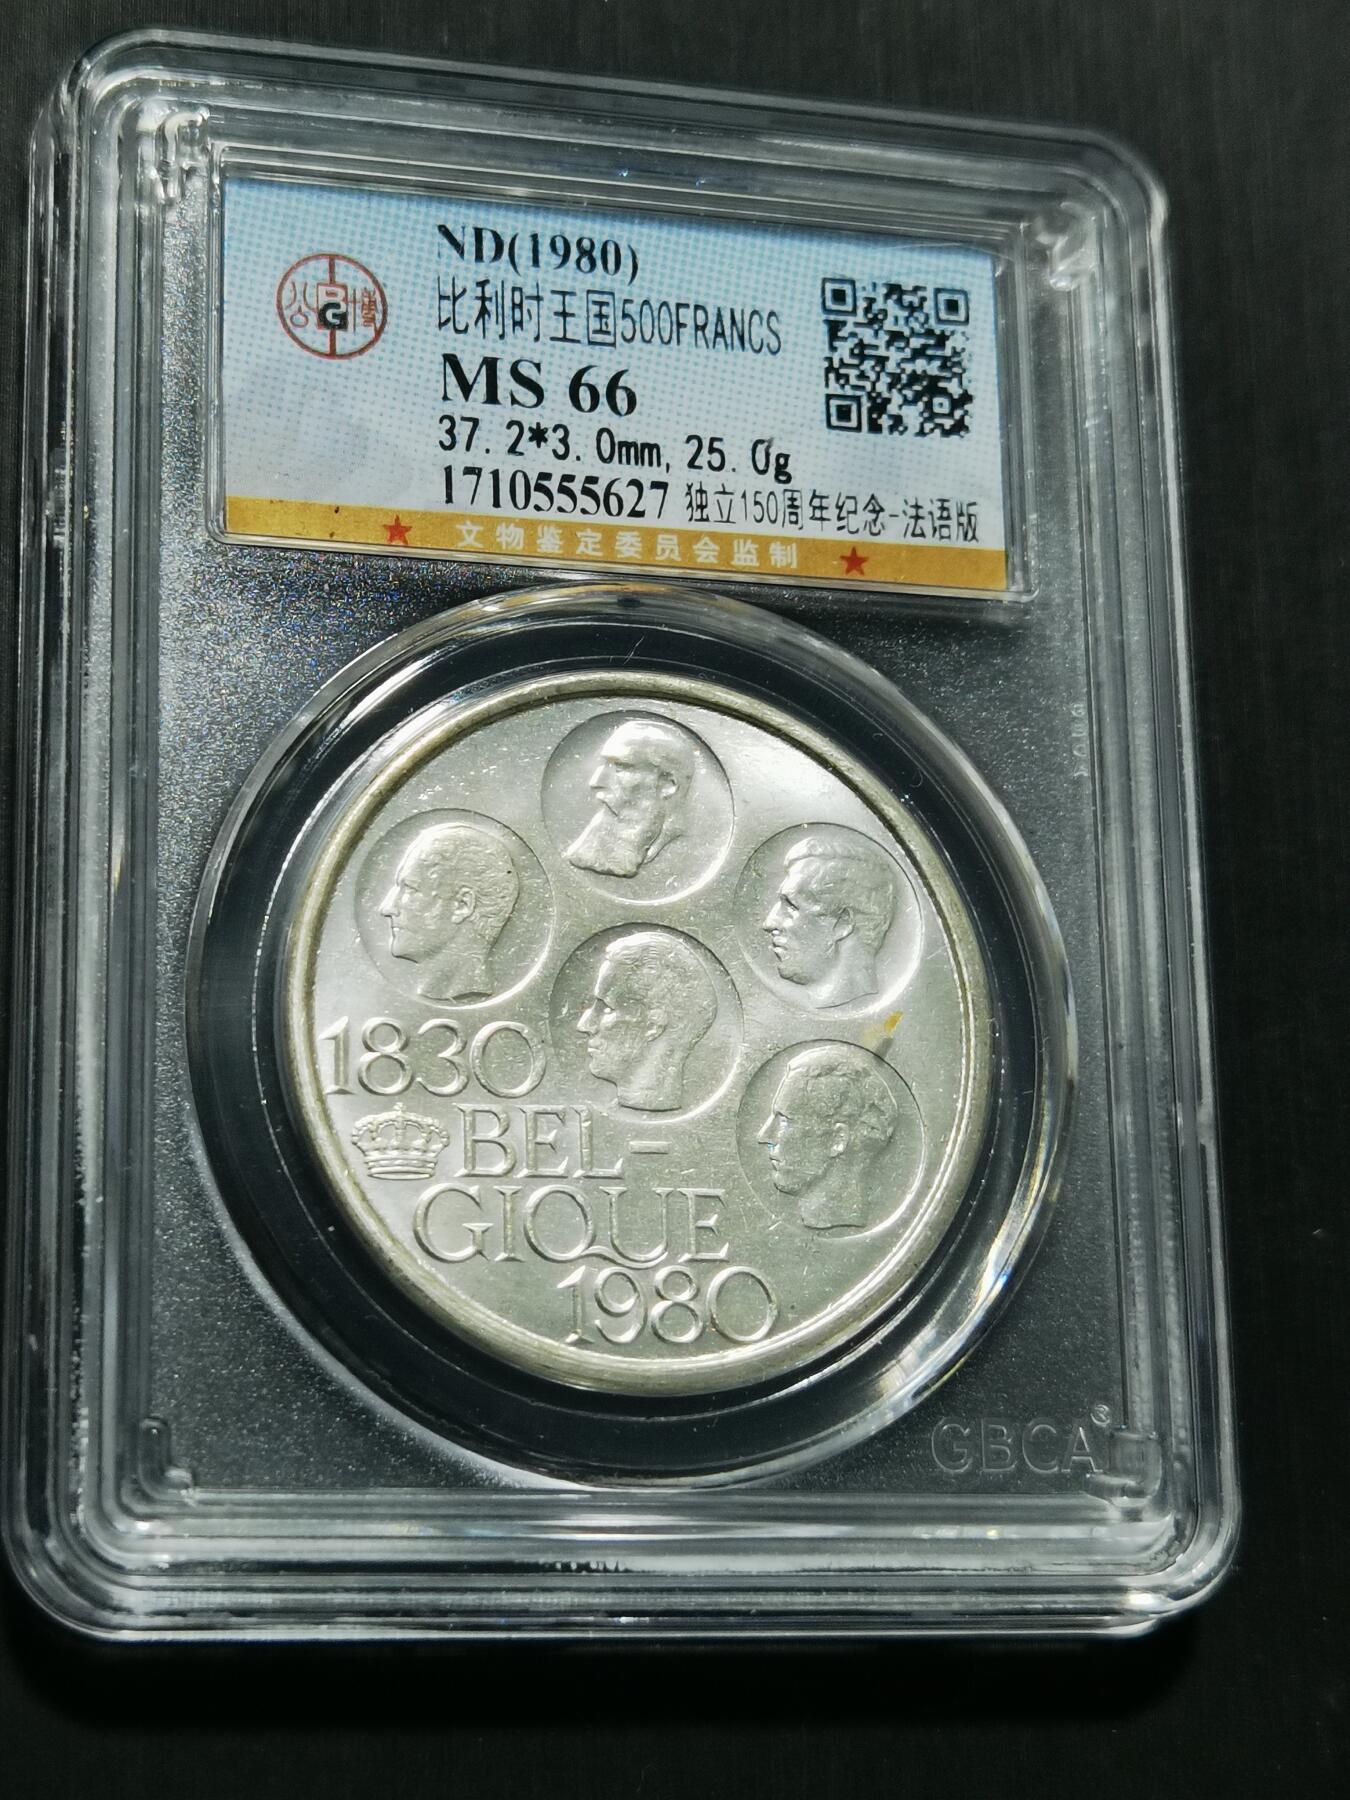 ND(1980)
比利时王国500FRANCS
MS 66
37.2*3.0mm, 25.0g
1710555627 独立150周年纪念-法语版
公 博
文物鉴定委员会监制
1830
BEL-
GIQUE
1980
GBCA®